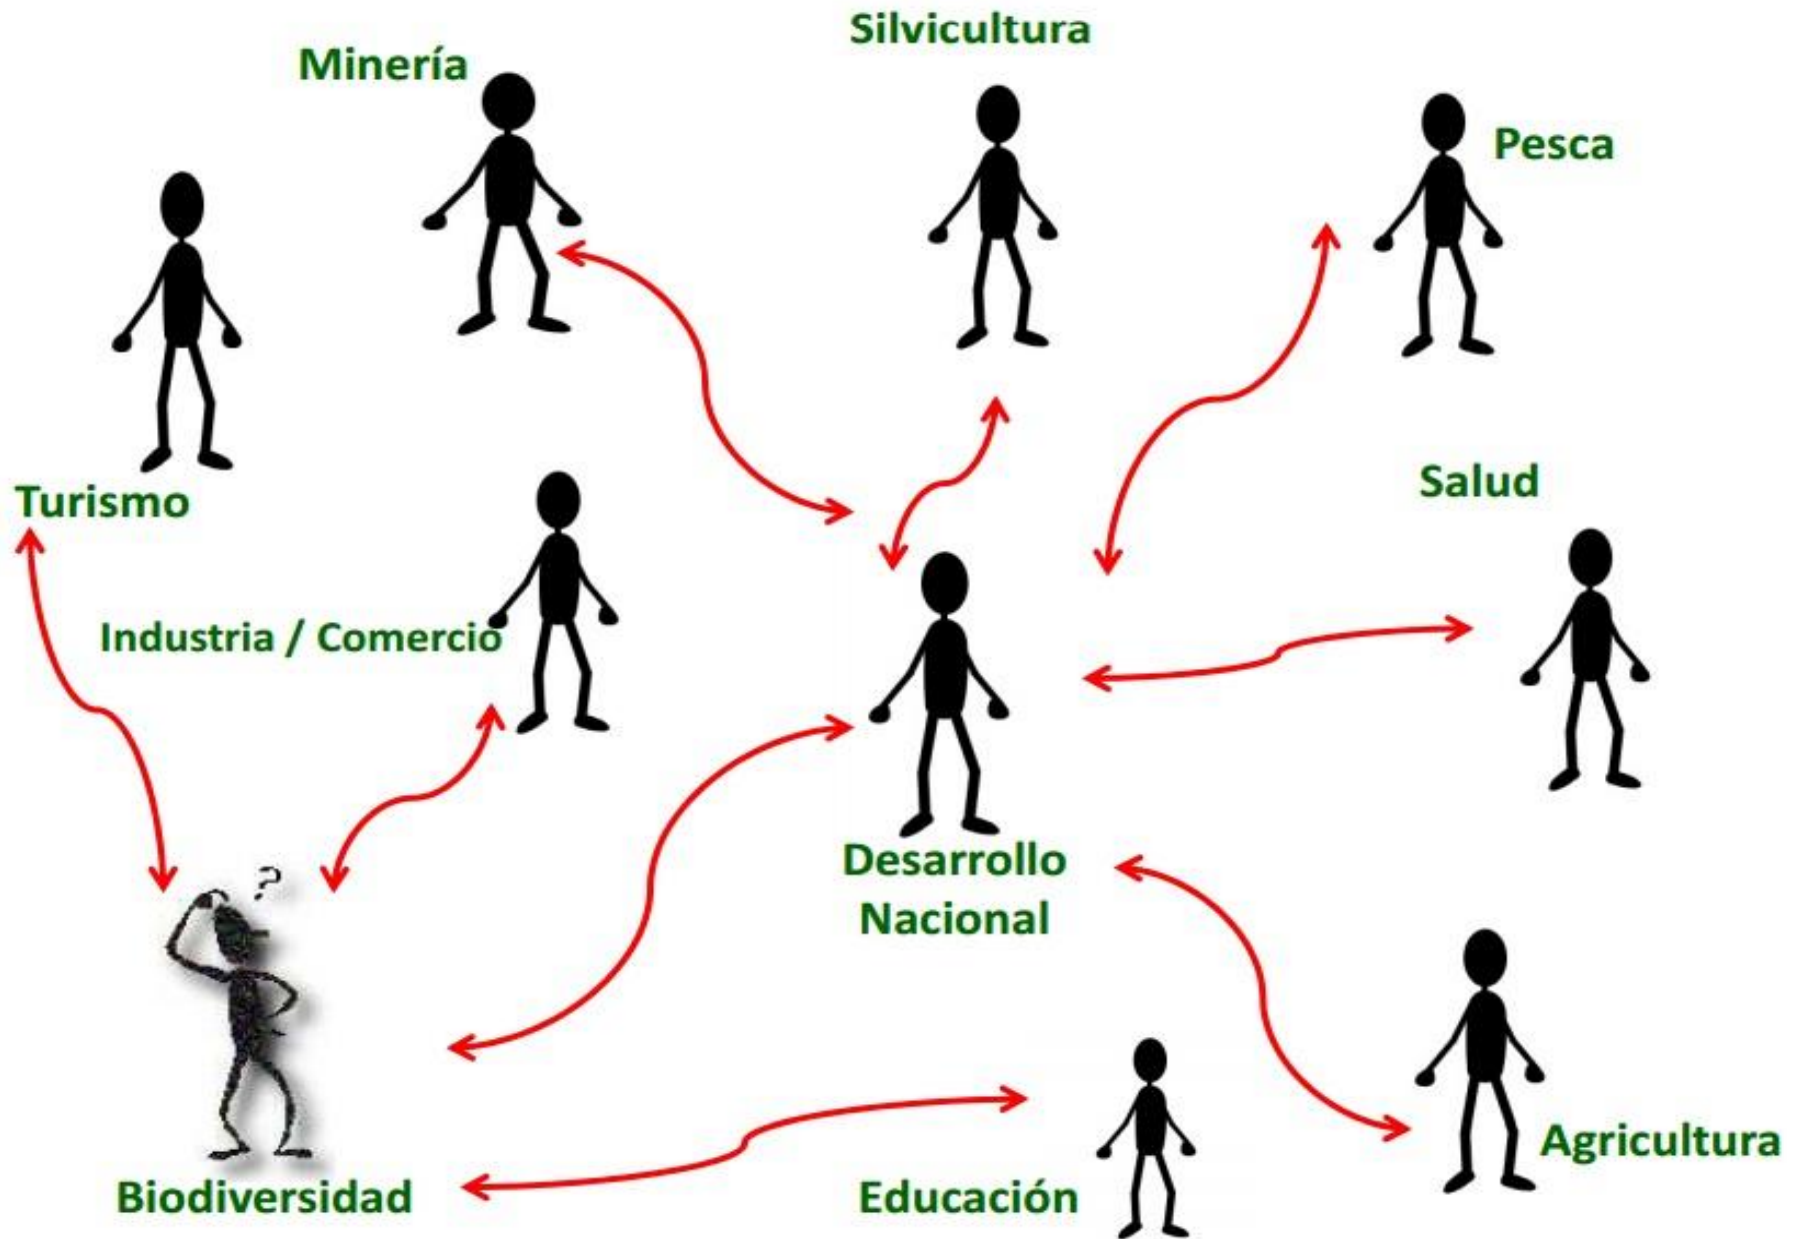 Silvicultura
Minería
Pesca
Turismo
Salud
Industria / Comercio
Desarrollo
Nacional
?
Agricultura
Biodiversidad
Educación